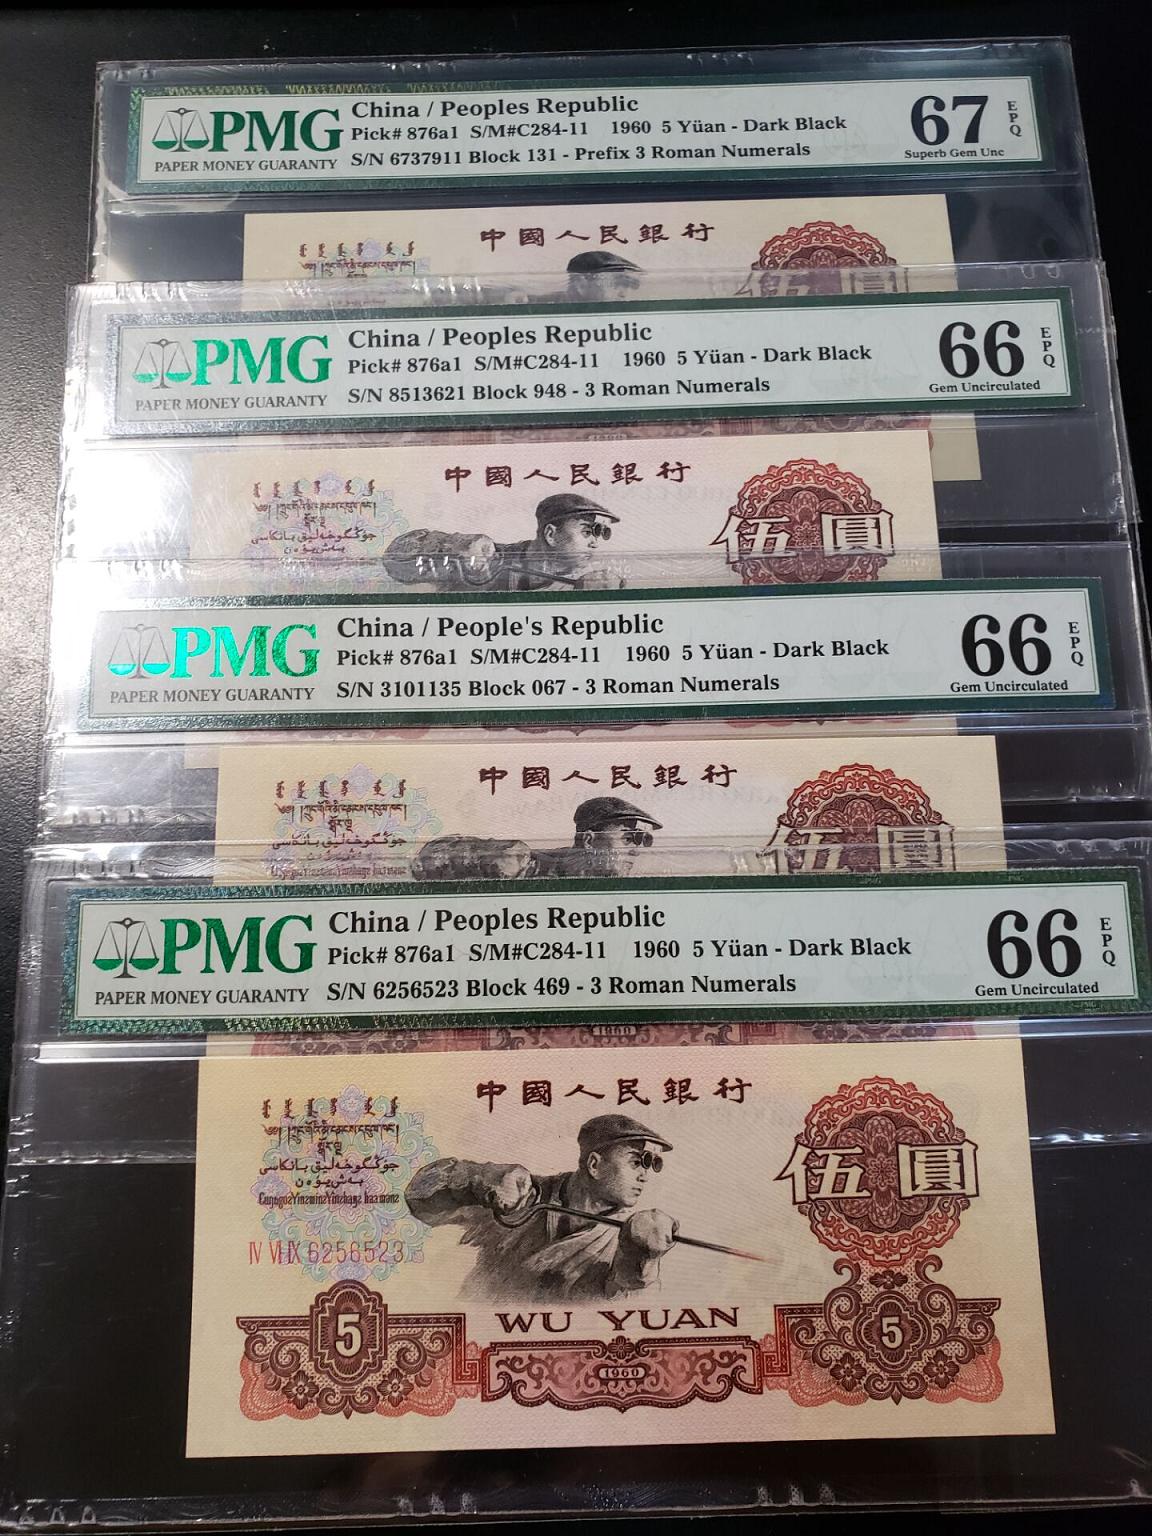 PMG
PAPER MONEY GUARANTY
China / Peoples Republic
Pick# 876a1 S/M#C284-11 1960 5 Yüan - Dark Black
S/N 6737911 Block 131 - Prefix 3 Roman Numerals
67
EPQ
Superb Gem Unc
中國人民銀行
伍
PMG
PAPER MONEY GUARANTY
China / Peoples Republic
Pick# 876a1 S/M#C284-11 1960 5 Yüan - Dark Black
S/N 8513621 Block 948 - 3 Roman Numerals
66
EPQ
Gem Uncirculated
中國人民銀行
伍圓
PMG
PAPER MONEY GUARANTY
China / People's Republic
Pick# 876a1 S/M#C284-11 1960 5 Yüan - Dark Black
S/N 3101135 Block 067 - 3 Roman Numerals
66
EPQ
Gem Uncirculated
中國人民銀行
伍圓
PMG
PAPER MONEY GUARANTY
China / Peoples Republic
Pick# 876a1 S/M#C284-11 1960 5 Yüan - Dark Black
S/N 6256523 Block 469 - 3 Roman Numerals
66
EPQ
Gem Uncirculated
1960
中國人民銀行
伍圓
IV VI IX 6256523
WU YUAN
5
5
1960